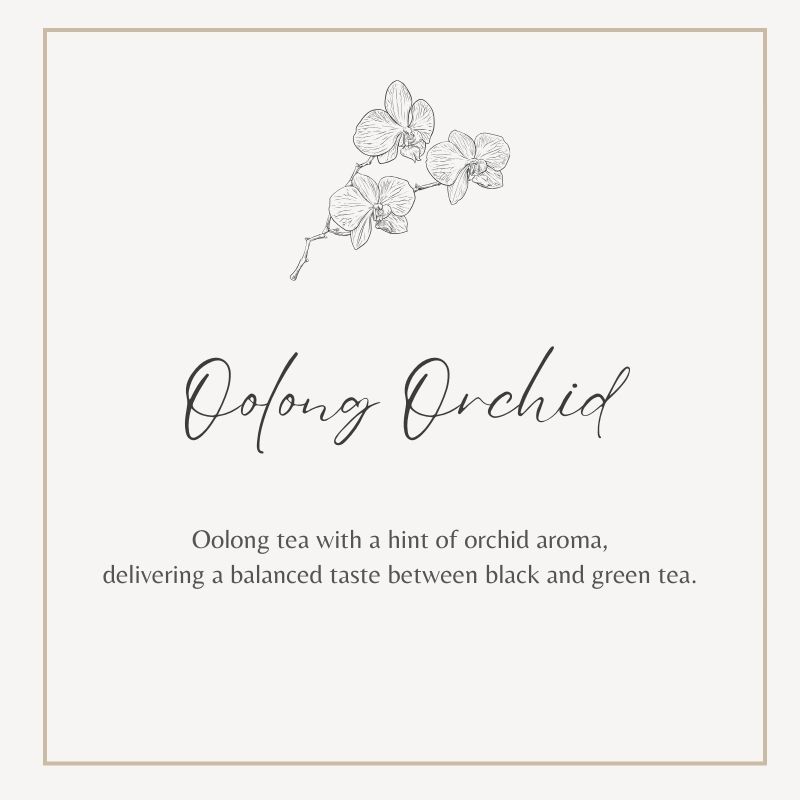 Oolong Orchid
Oolong tea with a hint of orchid aroma,
delivering a balanced taste between black and green tea.